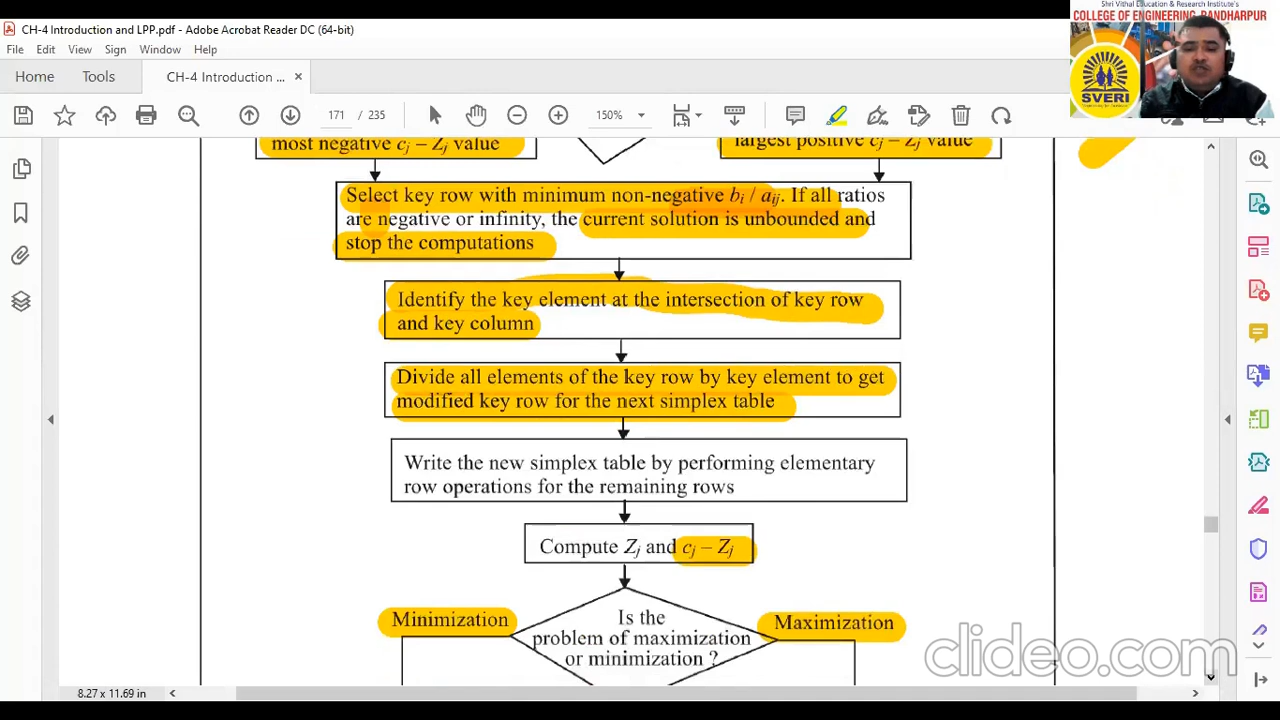 Shri Vithal Education & Research Institute's
COLLEGE OF ENGINEERING, PANDHARPUR
SVERI
CH-4 Introduction and LPP.pdf - Adobe Acrobat Reader DC (64-bit)
File Edit View Sign Window Help
Home Tools CH-4 Introduction ... ×
171 / 23 150%
most negative cj – Zj value
largest positive cj – Zj value
Select key row with minimum non-negative bi / aij. If all ratios
are negative or infinity, the current solution is unbounded and
stop the computations
Identify the key element at the intersection of key row
and key column
Divide all elements of the key row by key element to get
modified key row for the next simplex table
Write the new simplex table by performing elementary
row operations for the remaining rows
Compute Zj and cj – Zj
Minimization
Is the
problem of maximization
or minimization ?
Maximization
clideo.com
8.27 x 11.69 in